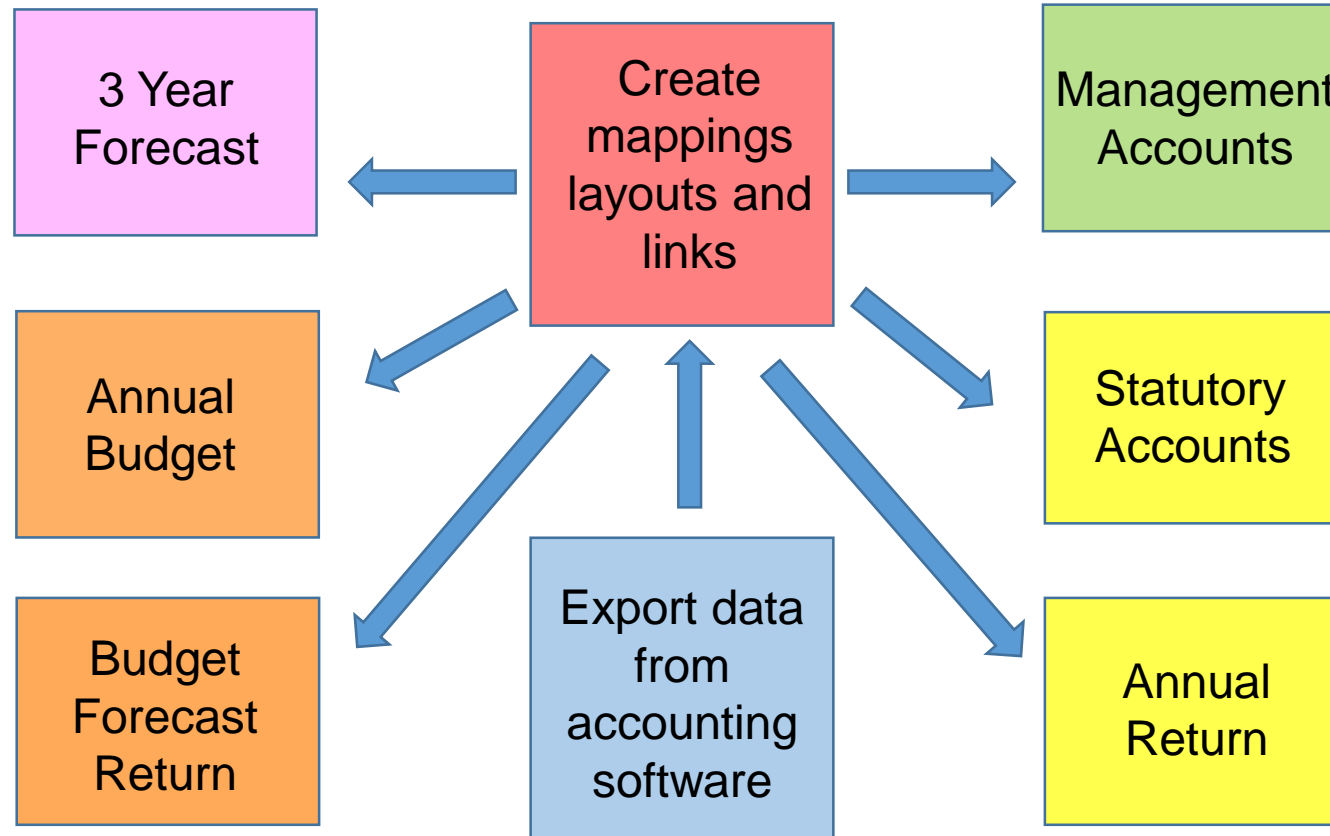 3 Year
Forecast
Create
mappings
layouts and
links
Management
Accounts
Annual
Budget
Statutory
Accounts
Budget
Forecast
Return
Export data
from
accounting
software
Annual
Return